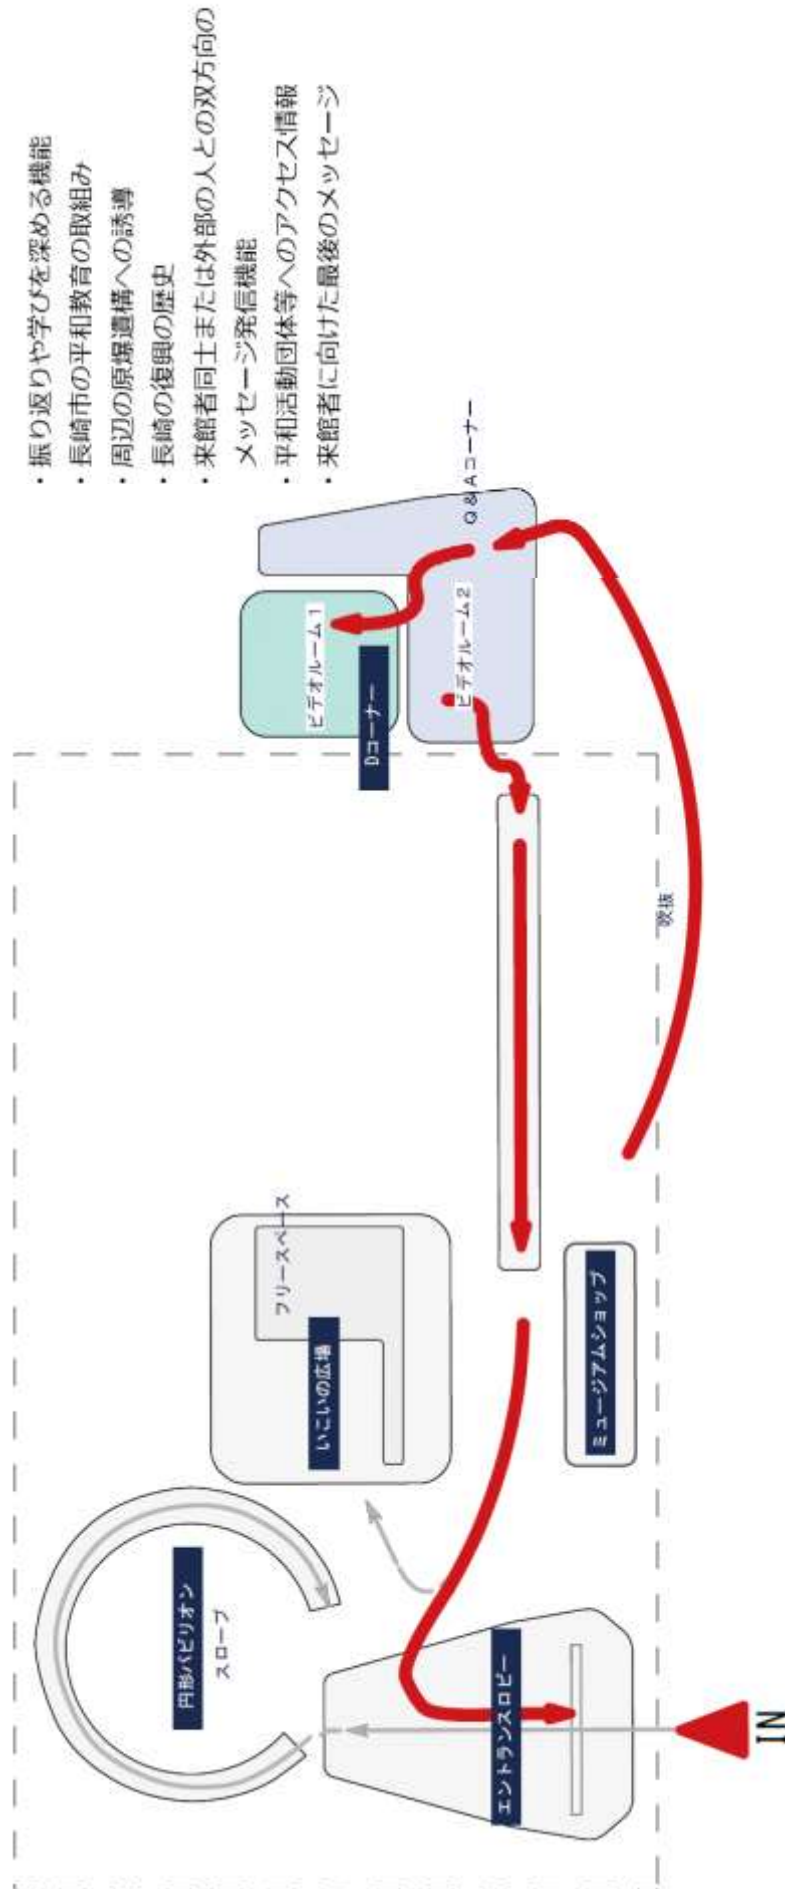 ・振り返りや学びを深める機能
・長崎市の平和教育の取組み
・周辺の原爆遺構への誘導
・長崎の復興の歴史
・来館者同士または外部の人との双方向の
メッセージ発信機能
・平和活動団体等へのアクセス情報
・来館者に向けた最後のメッセージ
円形パビリオン
スロープ
フリースペース
いこいの広場
ビデオルーム1
Dコーナー
ビデオルーム2
Q&Aコーナー
エントランスロビー
ミュージアムショップ
吹抜
IN